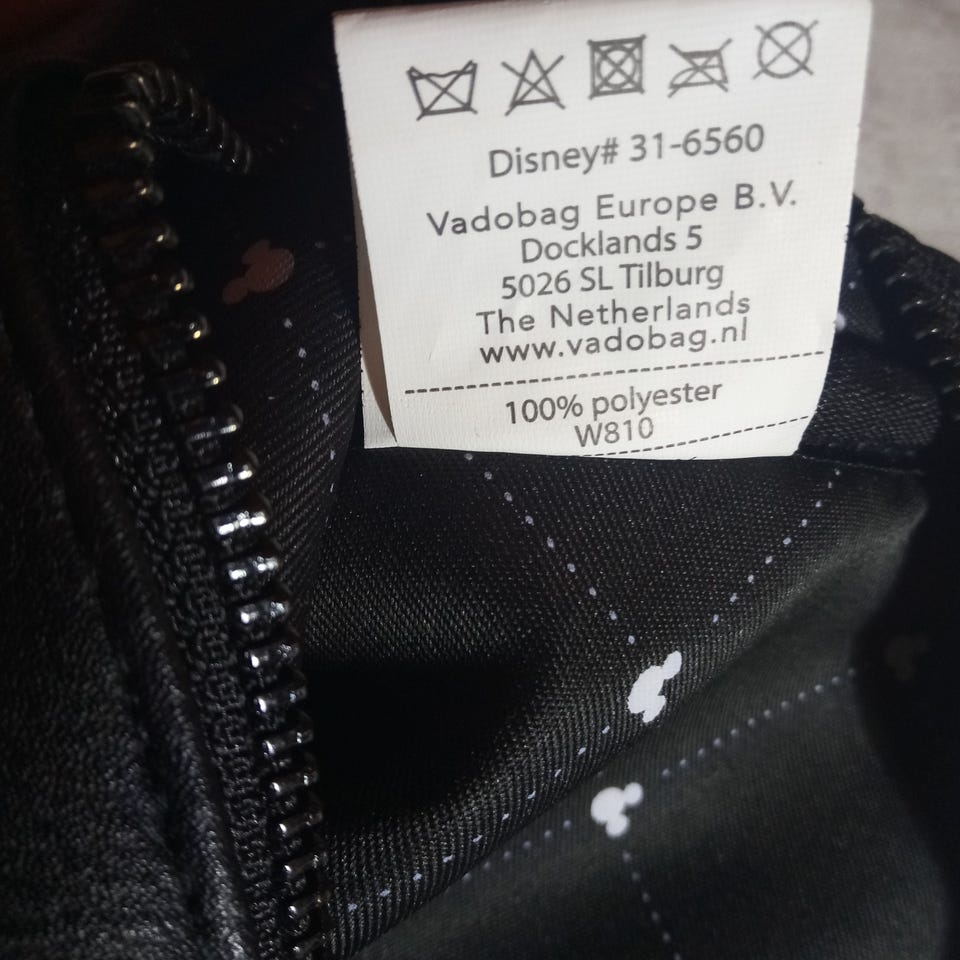 Disney# 31-6560
Vadobag Europe B.V.
Docklands 5
5026 SL Tilburg
The Netherlands
www.vadobag.nl
100% polyester
W810